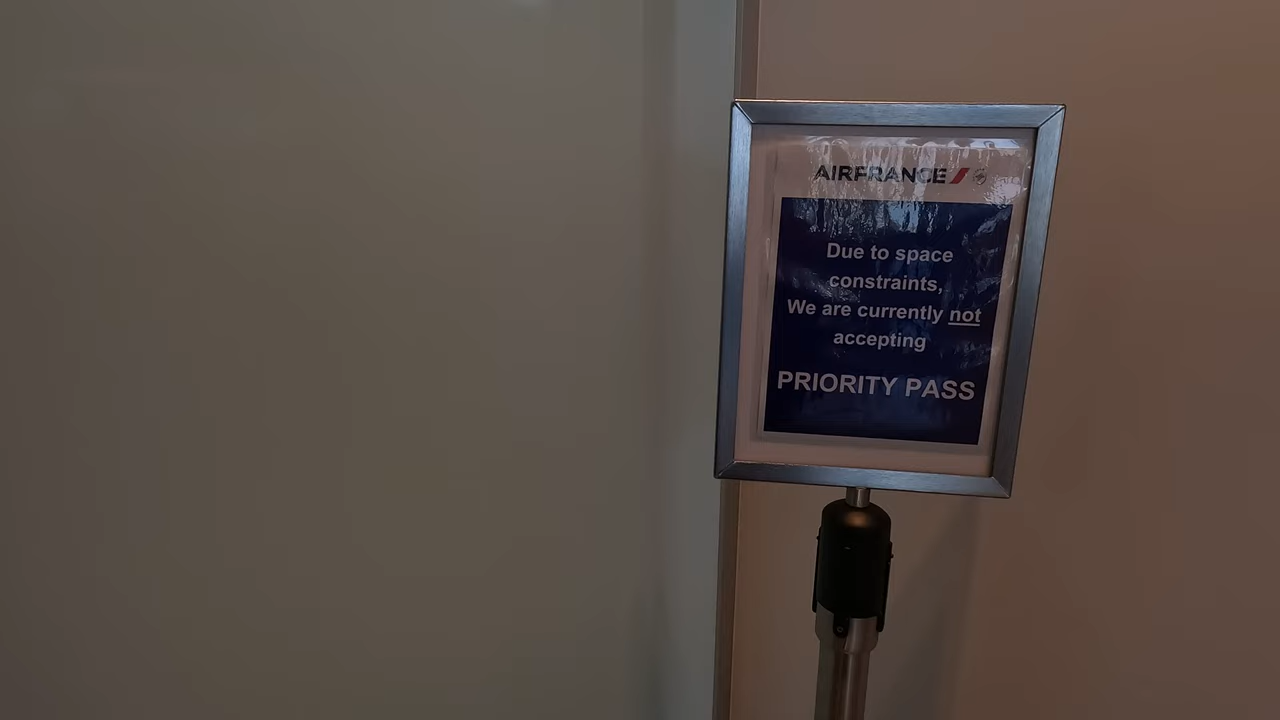 AIRFRANCE
Due to space
constraints,
We are currently not
accepting
PRIORITY PASS